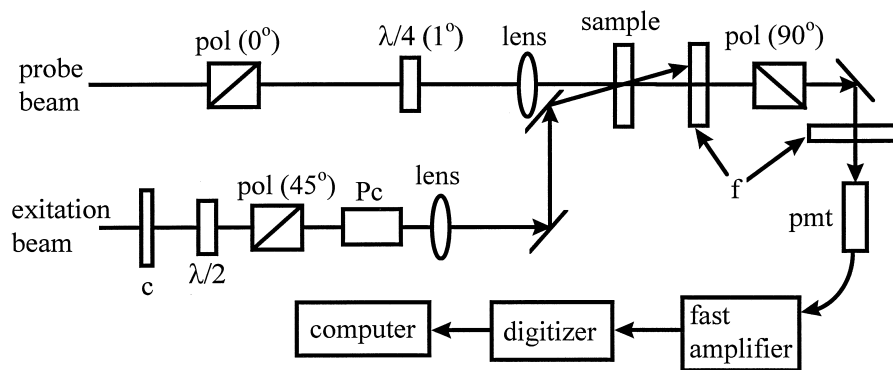 sample
pol (0°)
λ/4 (1°)
lens
pol (90°)
probe
beam
f
pol (45°)
Pc
lens
exitation
beam
pmt
c
λ/2
computer
digitizer
fast
amplifier